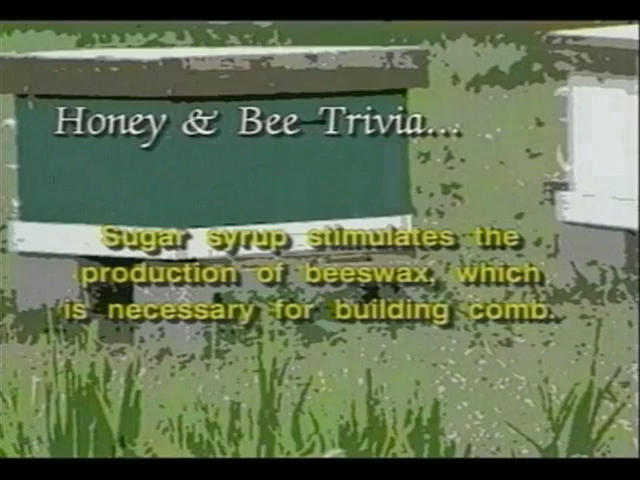 Honey & Bee Trivia...
Sugar syrup stimulates the
production of beeswax, which
is necessary for building comb.